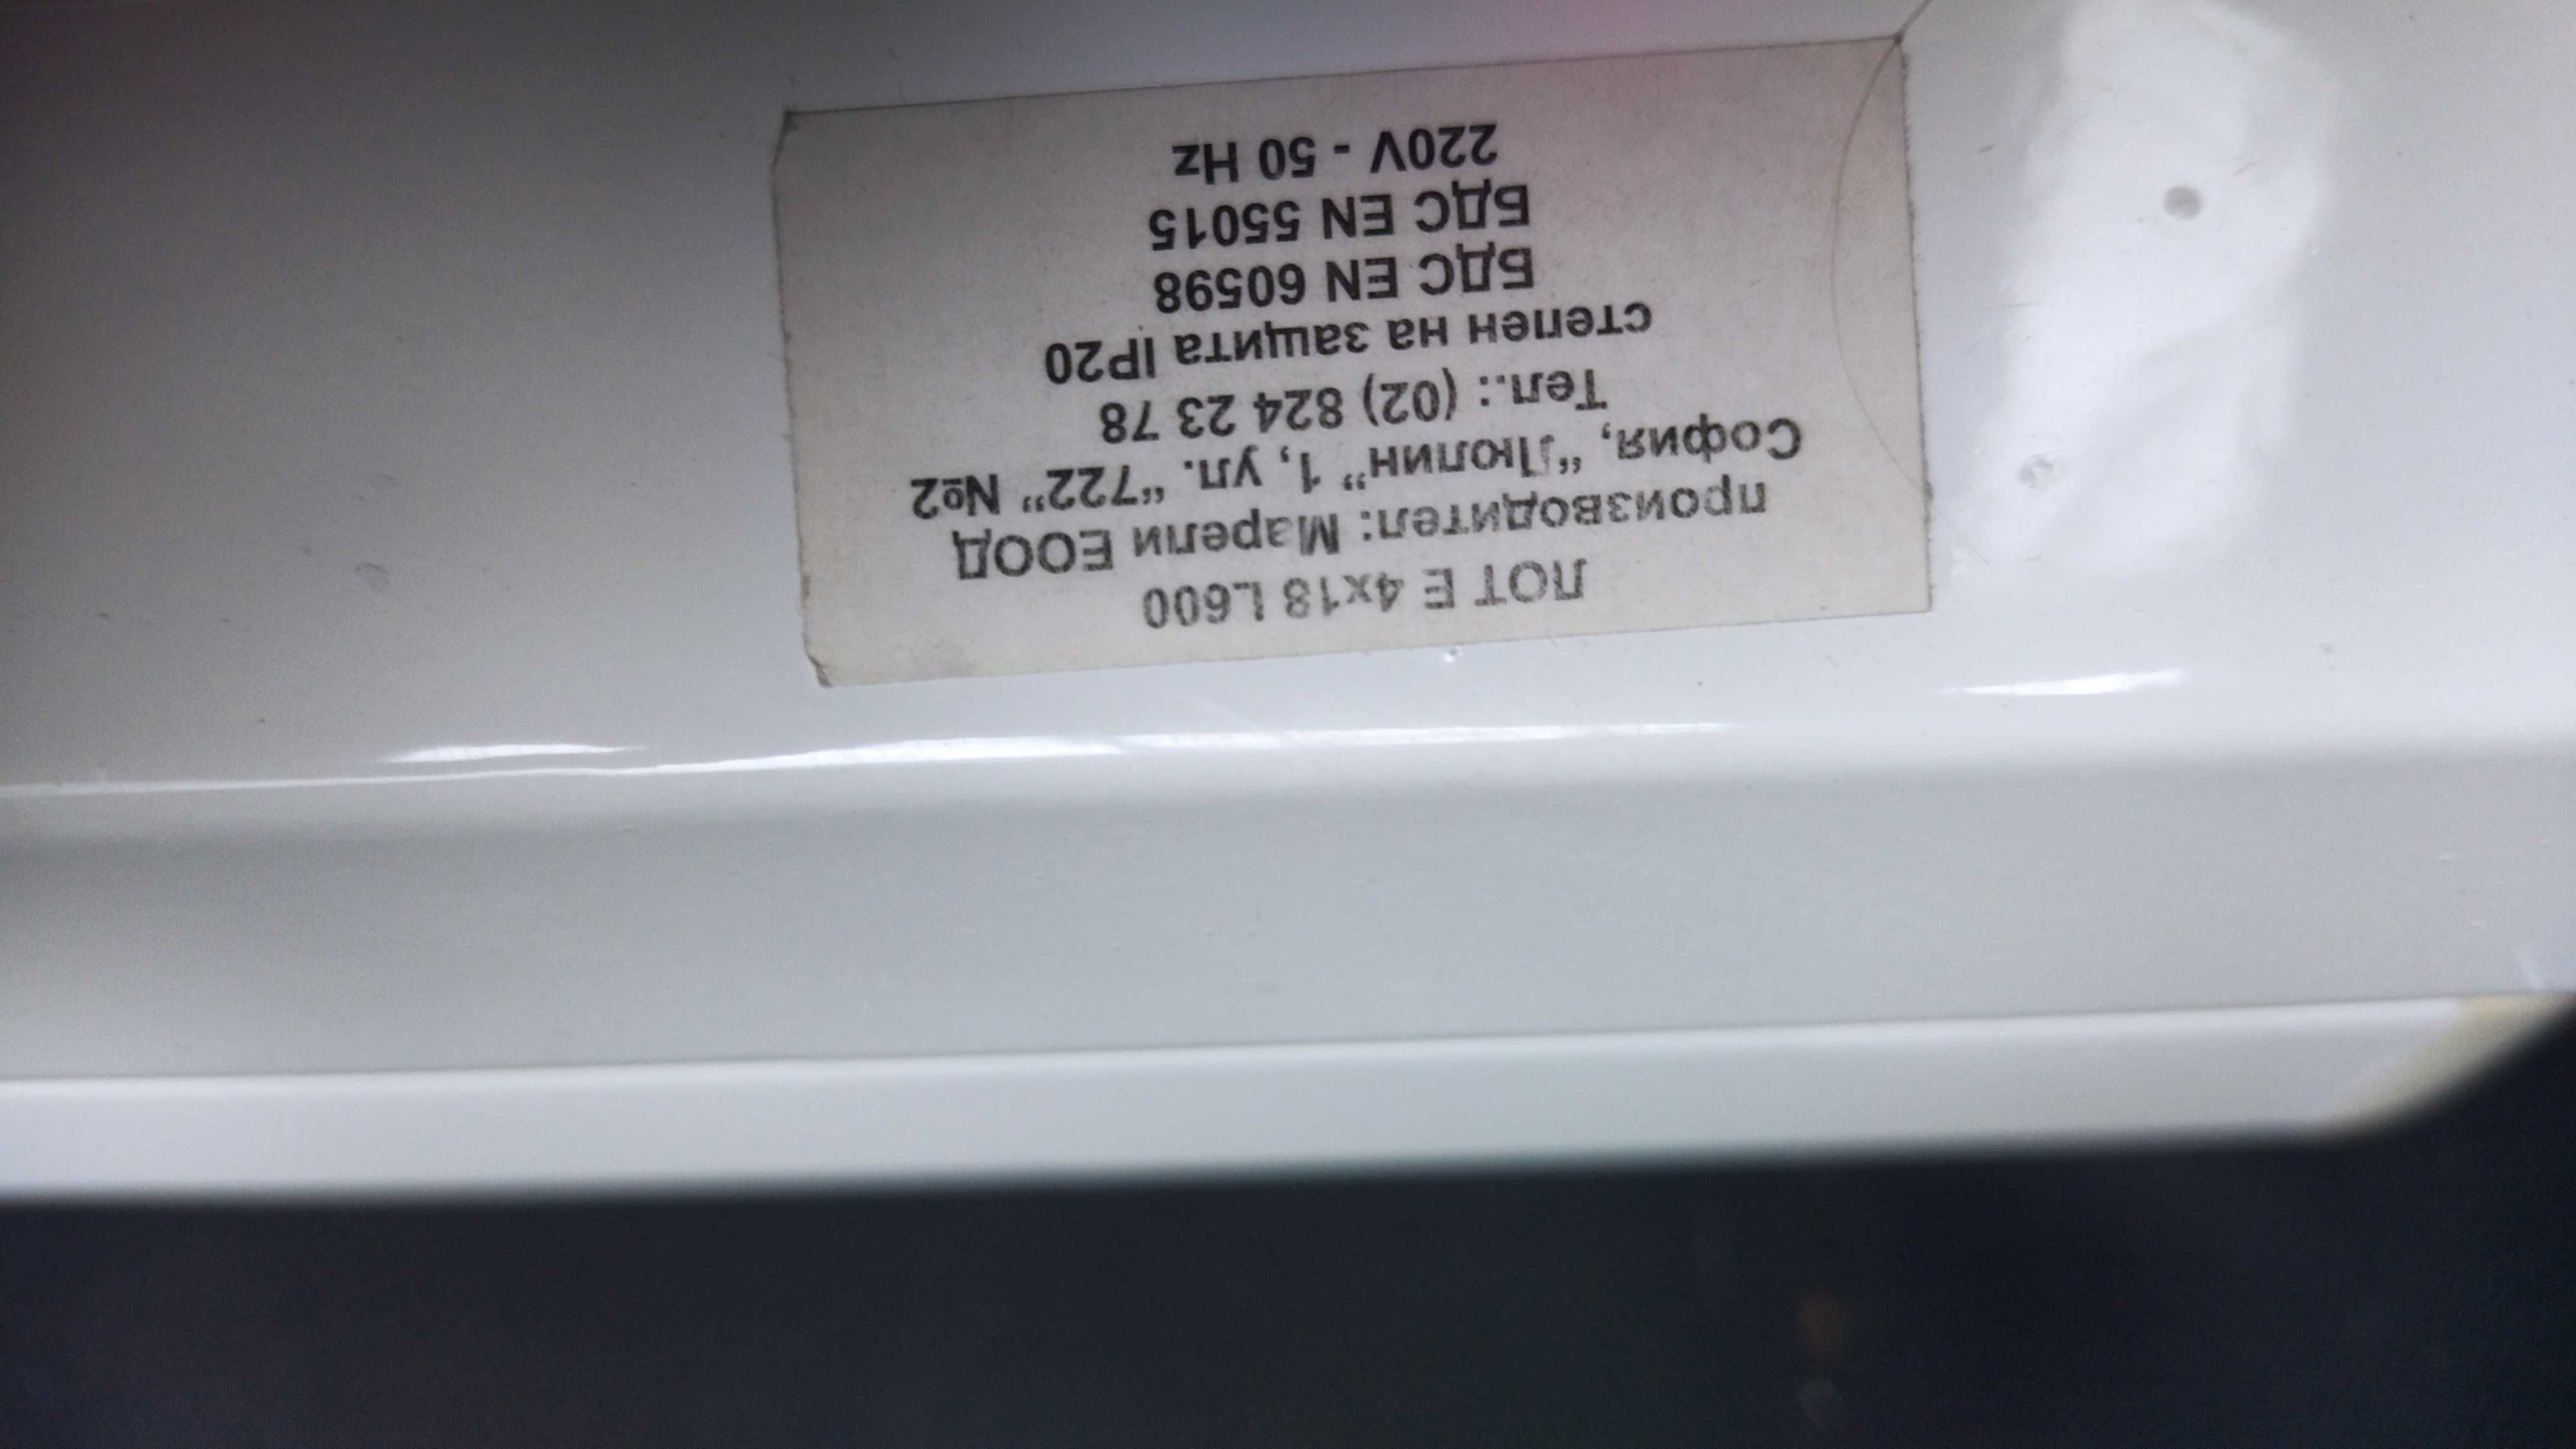 ЛОТ Е 4x18 L600
производител: Марели ЕООД
София, “Люлин” 1, ул. “722” №2
Тел.: (02) 824 23 78
степен на защита IP20
БДС EN 60598
БДС EN 55015
220V - 50 Hz